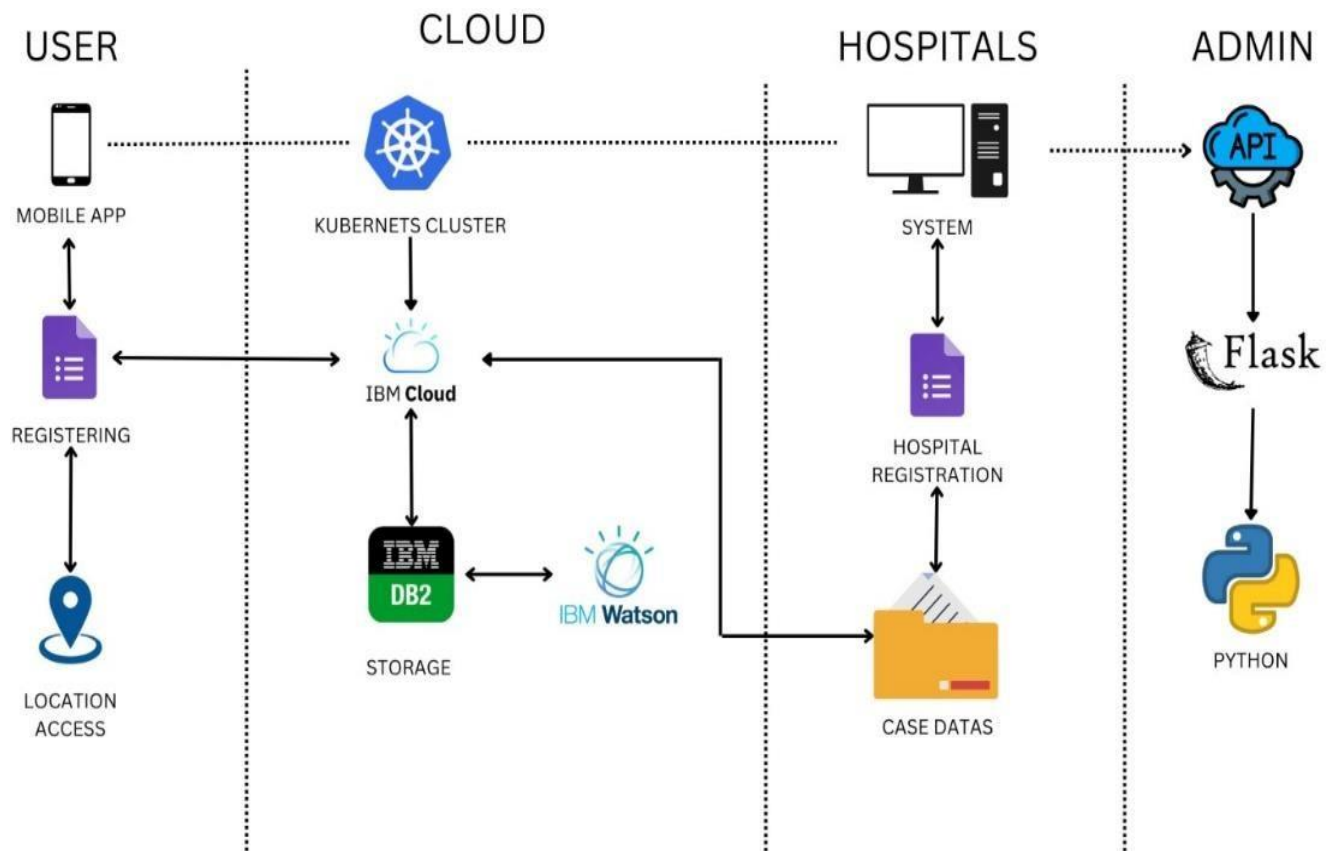 USER
CLOUD
HOSPITALS
ADMIN
API
MOBILE APP
KUBERNETS CLUSTER
SYSTEM
IBM Cloud
Flask
REGISTERING
HOSPITAL
REGISTRATION
IBM
DB2
IBM Watson
STORAGE
PYTHON
LOCATION
ACCESS
CASE DATAS